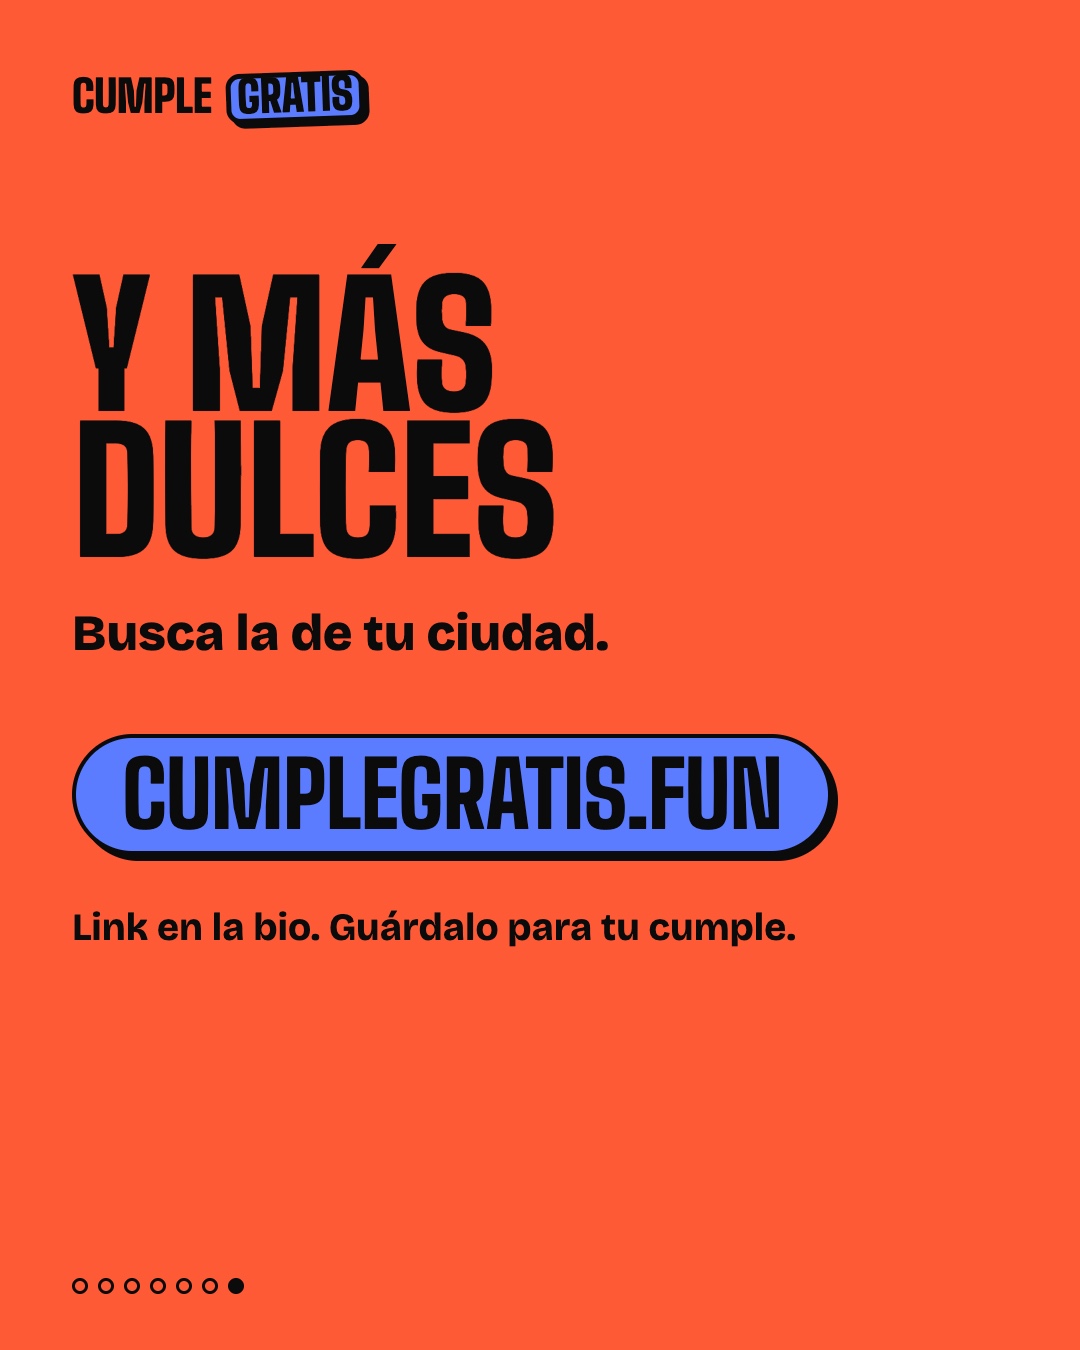 CUMPLE GRATIS
Y MÁS
DULCES
Busca la de tu ciudad.
CUMPLEGRATIS.FUN
Link en la bio. Guárdalo para tu cumple.